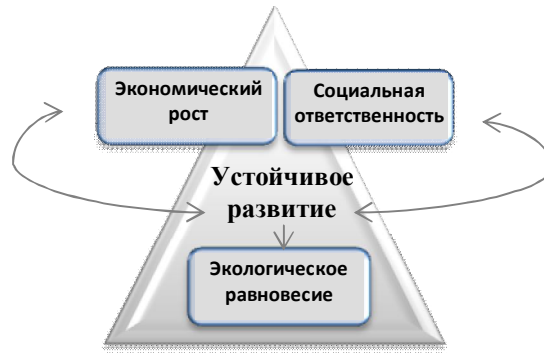 Экономический
рост
Социальная
ответственность
Устойчивое
развитие
Экологическое
равновесие